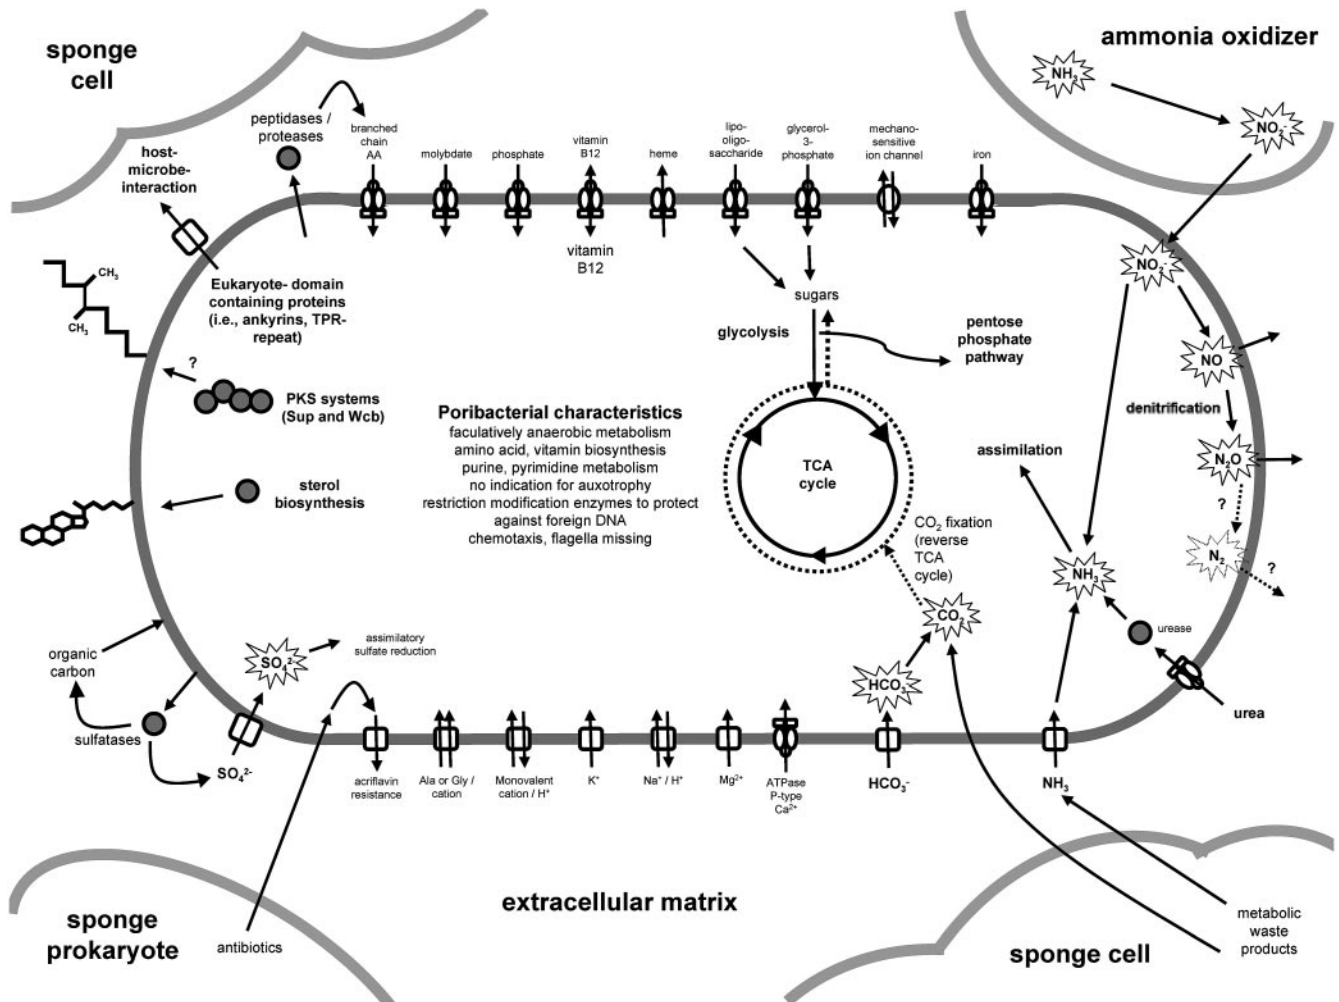 sponge
cell
ammonia oxidizer
NH₃
NO₂⁻
peptidases /
proteases
branched
chain
AA
molybdate
phosphate
vitamin
B12
heme
lipo-
oligo-
saccharide
glycerol-
3-
phosphate
mechano-
sensitive
ion channel
iron
host-
microbe-
interaction
vitamin
B12
NO₂⁻
CH₃
CH₃
Eukaryote- domain
containing proteins
(i.e., ankyrins, TPR-
repeat)
sugars
glycolysis
pentose
phosphate
pathway
NO
?
PKS systems
(Sup and Wcb)
denitrification
Poribacterial characteristics
faculatively anaerobic metabolism
amino acid, vitamin biosynthesis
purine, pyrimidine metabolism
no indication for auxotrophy
restriction modification enzymes to protect
against foreign DNA
chemotaxis, flagella missing
TCA
cycle
assimilation
N₂O
sterol
biosynthesis
?
CO₂ fixation
(reverse
TCA
cycle)
N₂
?
NH₃
CO₂
urease
organic
carbon
SO₄²⁻
assimilatory
sulfate reduction
HCO₃⁻
urea
sulfatases
SO₄²⁻
acriflavin
resistance
Ala or Gly /
cation
Monovalent
cation / H⁺
K⁺
Na⁺ / H⁺
Mg²⁺
ATPase
P-type
Ca²⁺
HCO₃⁻
NH₃
extracellular matrix
sponge
prokaryote
antibiotics
sponge cell
metabolic
waste
products